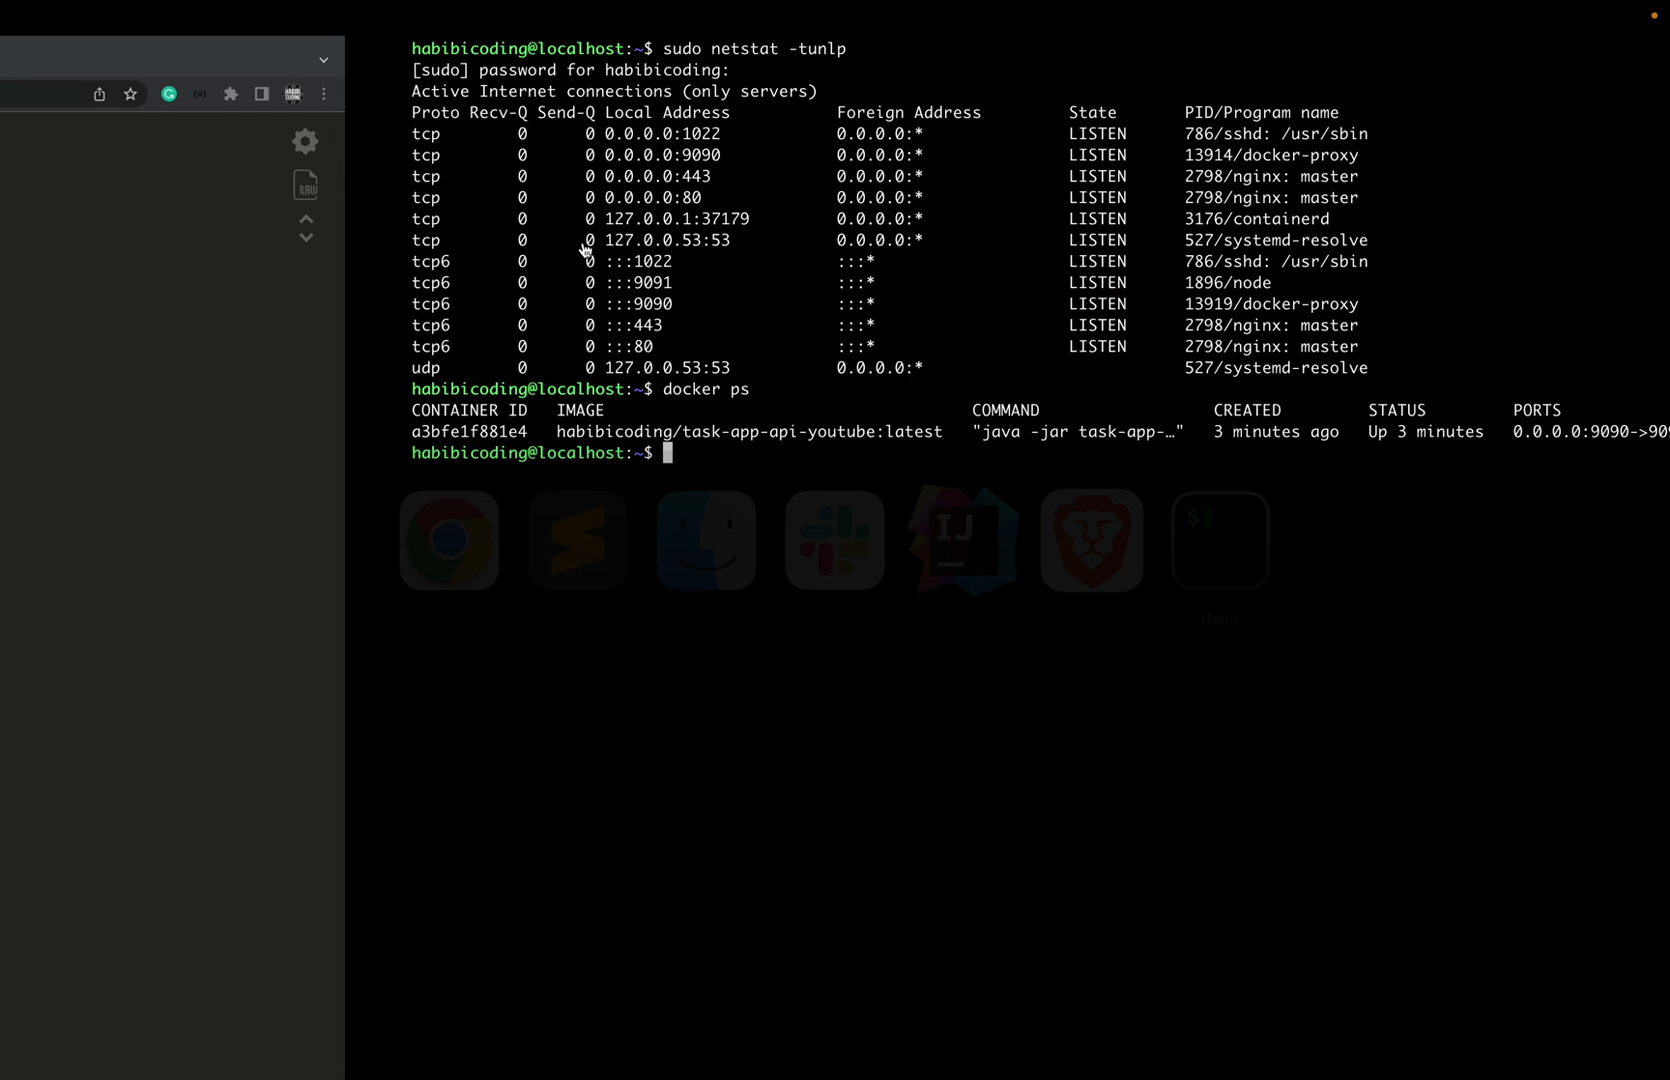 habibicoding@localhost:~$ sudo netstat -tunlp
[sudo] password for habibicoding:
Active Internet connections (only servers)
Proto Recv-Q Send-Q Local Address           Foreign Address         State       PID/Program name
tcp        0      0 0.0.0.0:1022            0.0.0.0:*               LISTEN      786/sshd: /usr/sbin
tcp        0      0 0.0.0.0:9090            0.0.0.0:*               LISTEN      13914/docker-proxy
tcp        0      0 0.0.0.0:443             0.0.0.0:*               LISTEN      2798/nginx: master
tcp        0      0 0.0.0.0:80              0.0.0.0:*               LISTEN      2798/nginx: master
tcp        0      0 127.0.0.1:37179         0.0.0.0:*               LISTEN      3176/containerd
tcp        0      0 127.0.0.53:53           0.0.0.0:*               LISTEN      527/systemd-resolve
tcp6       0      0 :::1022                 :::*                    LISTEN      786/sshd: /usr/sbin
tcp6       0      0 :::9091                 :::*                    LISTEN      1896/node
tcp6       0      0 :::9090                 :::*                    LISTEN      13919/docker-proxy
tcp6       0      0 :::443                  :::*                    LISTEN      2798/nginx: master
tcp6       0      0 :::80                   :::*                    LISTEN      2798/nginx: master
udp        0      0 127.0.0.53:53           0.0.0.0:*                           527/systemd-resolve
habibicoding@localhost:~$ docker ps
CONTAINER ID   IMAGE                                    COMMAND                  CREATED         STATUS         PORTS
a3bfe1f881e4   habibicoding/task-app-api-youtube:latest   "java -jar task-app-…"   3 minutes ago   Up 3 minutes   0.0.0.0:9090->909
habibicoding@localhost:~$
RAW
HABIBI CODING
IJ
$
iTerm